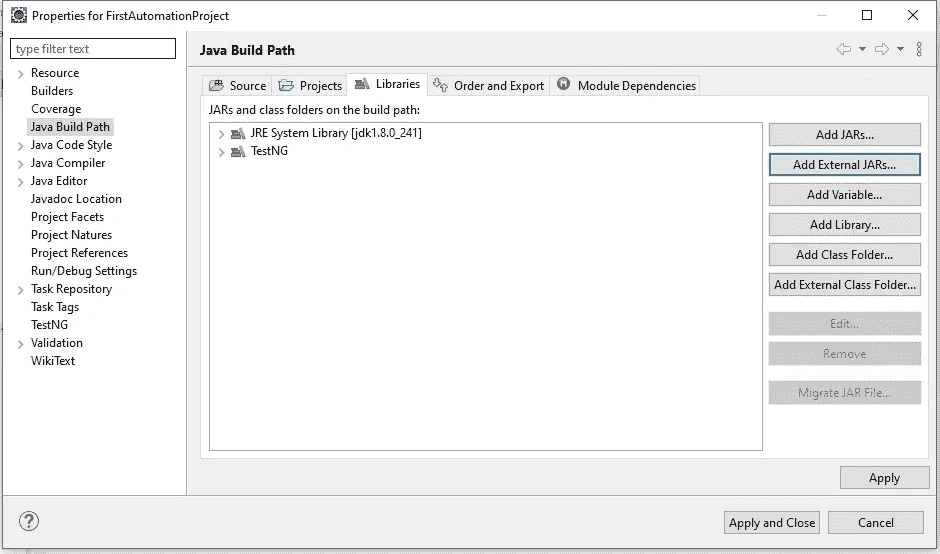 Properties for FirstAutomationProject
type filter text
Resource
Builders
Coverage
Java Build Path
Java Code Style
Java Compiler
Java Editor
Javadoc Location
Project Facets
Project Natures
Project References
Run/Debug Settings
Task Repository
Task Tags
TestNG
Validation
WikiText
Java Build Path
Source Projects Libraries Order and Export Module Dependencies
JARs and class folders on the build path:
JRE System Library [jdk1.8.0_241]
TestNG
Add JARs...
Add External JARs...
Add Variable...
Add Library...
Add Class Folder...
Add External Class Folder...
Edit...
Remove
Migrate JAR File...
Apply
Apply and Close Cancel